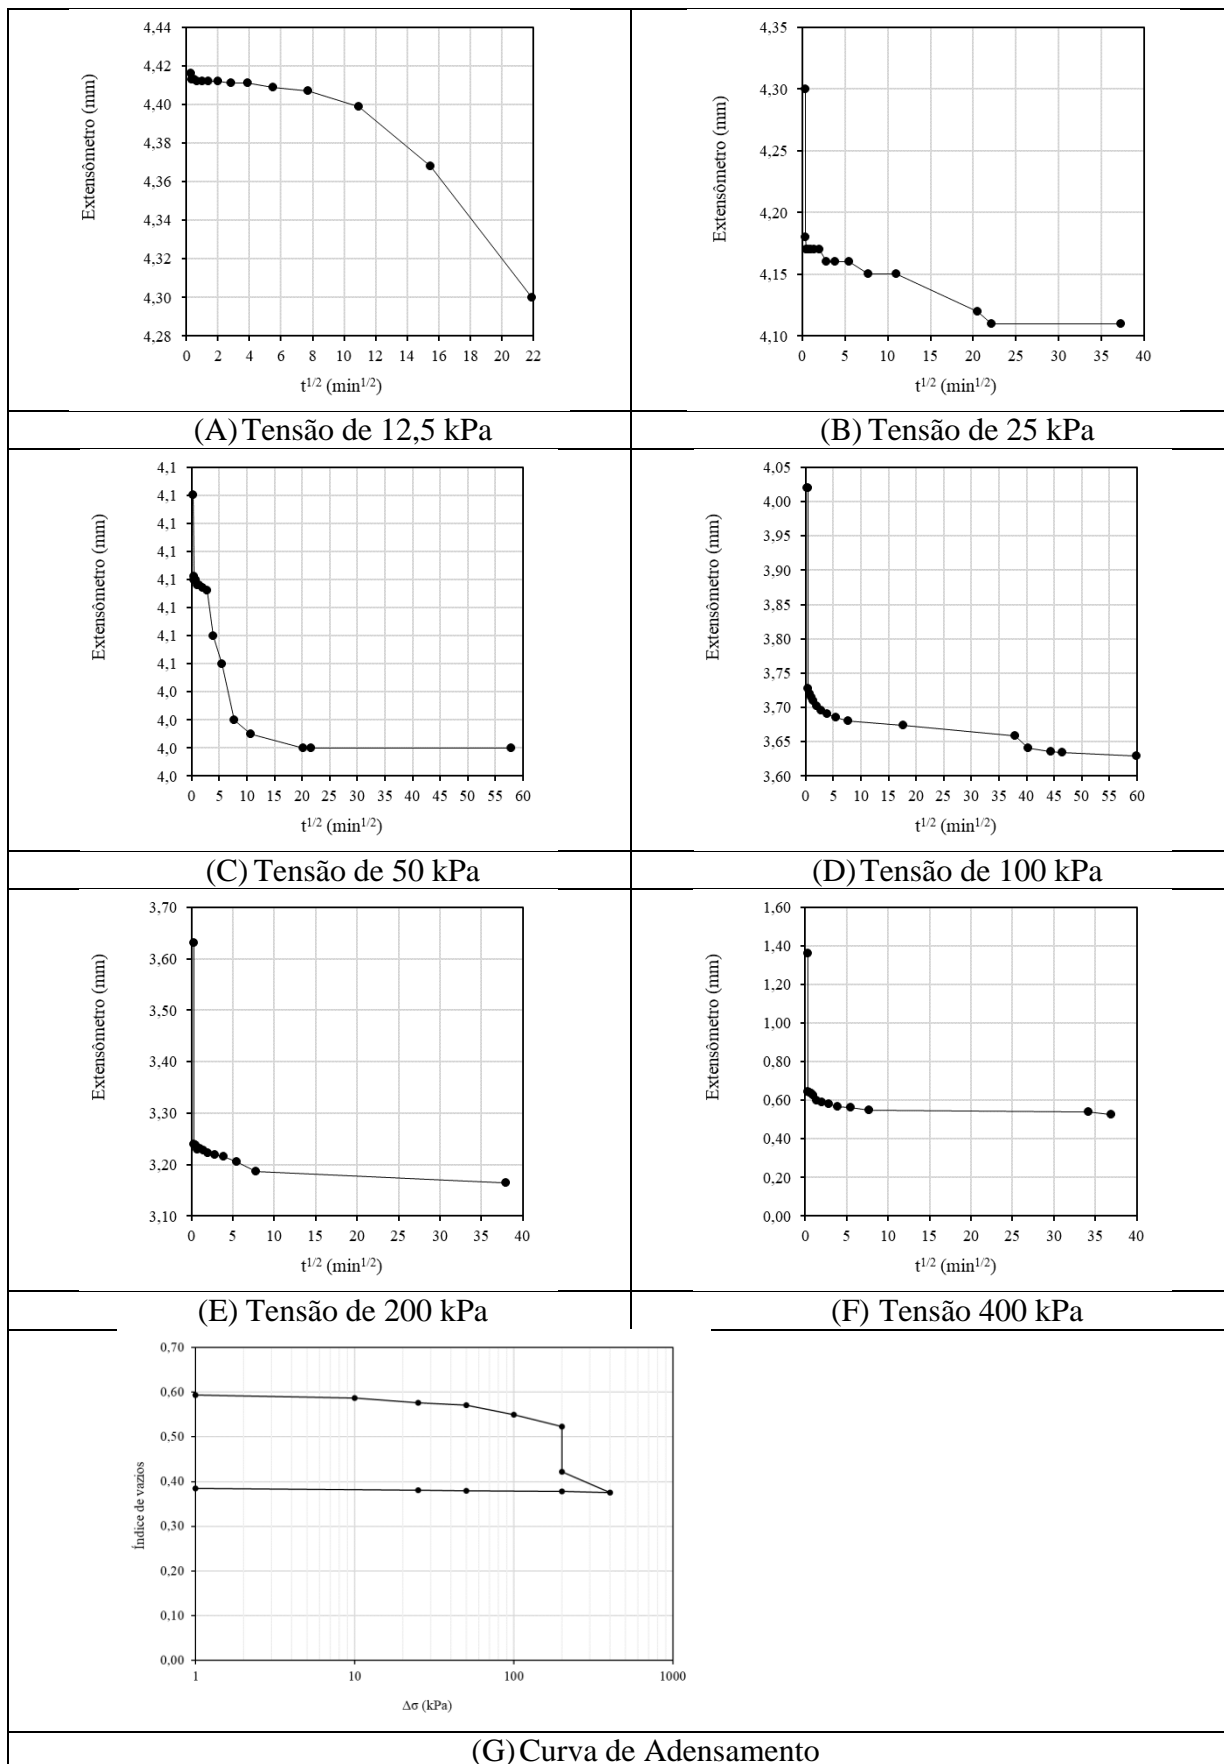 4,44
4,42
4,40
4,38
4,36
4,34
4,32
4,30
4,28
Extensômetro (mm)
0 2 4 6 8 10 12 14 16 18 20 22
t1/2 (min1/2)
(A) Tensão de 12,5 kPa
4,35
4,30
4,25
4,20
4,15
4,10
Extensômetro (mm)
0 5 10 15 20 25 30 35 40
t1/2 (min1/2)
(B) Tensão de 25 kPa
4,1
4,1
4,1
4,1
4,1
4,1
4,1
4,1
4,0
4,0
4,0
4,0
Extensômetro (mm)
0 5 10 15 20 25 30 35 40 45 50 55 60
t1/2 (min1/2)
(C) Tensão de 50 kPa
4,05
4,00
3,95
3,90
3,85
3,80
3,75
3,70
3,65
3,60
Extensômetro (mm)
0 5 10 15 20 25 30 35 40 45 50 55 60
t1/2 (min1/2)
(D) Tensão de 100 kPa
3,70
3,60
3,50
3,40
3,30
3,20
3,10
Extensômetro (mm)
0 5 10 15 20 25 30 35 40
t1/2 (min1/2)
(E) Tensão de 200 kPa
1,60
1,40
1,20
1,00
0,80
0,60
0,40
0,20
0,00
Extensômetro (mm)
0 5 10 15 20 25 30 35 40
t1/2 (min1/2)
(F) Tensão 400 kPa
0,70
0,60
0,50
0,40
0,30
0,20
0,10
0,00
Índice de vazios
1 10 100 1000
Δσ (kPa)
(G) Curva de Adensamento